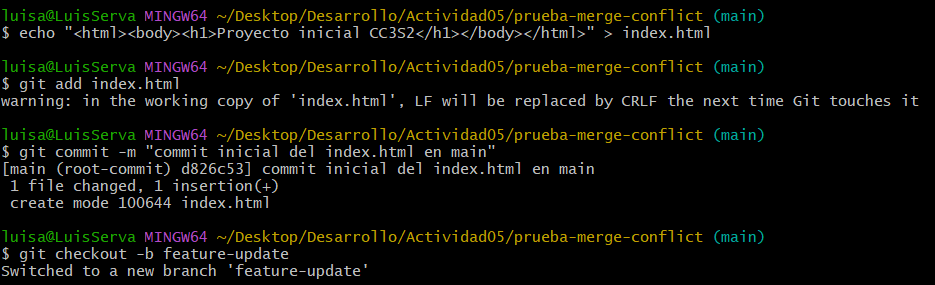 luisa@LuisServa MINGW64 ~/Desktop/Desarrollo/Actividad05/prueba-merge-conflict (main)
$ echo "<html><body><h1>Proyecto inicial CC3S2</h1></body></html>" > index.html
luisa@LuisServa MINGW64 ~/Desktop/Desarrollo/Actividad05/prueba-merge-conflict (main)
$ git add index.html
warning: in the working copy of 'index.html', LF will be replaced by CRLF the next time Git touches it
luisa@LuisServa MINGW64 ~/Desktop/Desarrollo/Actividad05/prueba-merge-conflict (main)
$ git commit -m "commit inicial del index.html en main"
[main (root-commit) d826c53] commit inicial del index.html en main
 1 file changed, 1 insertion(+)
 create mode 100644 index.html
luisa@LuisServa MINGW64 ~/Desktop/Desarrollo/Actividad05/prueba-merge-conflict (main)
$ git checkout -b feature-update
Switched to a new branch 'feature-update'